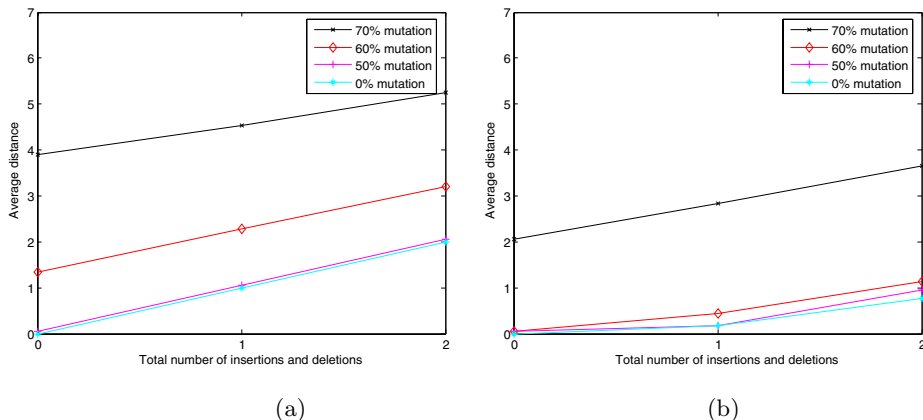 7
6
5
4
3
2
1
0
Average distance
0
1
2
Total number of insertions and deletions
70% mutation
60% mutation
50% mutation
0% mutation
(a)
7
6
5
4
3
2
1
0
Average distance
0
1
2
Total number of insertions and deletions
70% mutation
60% mutation
50% mutation
0% mutation
(b)